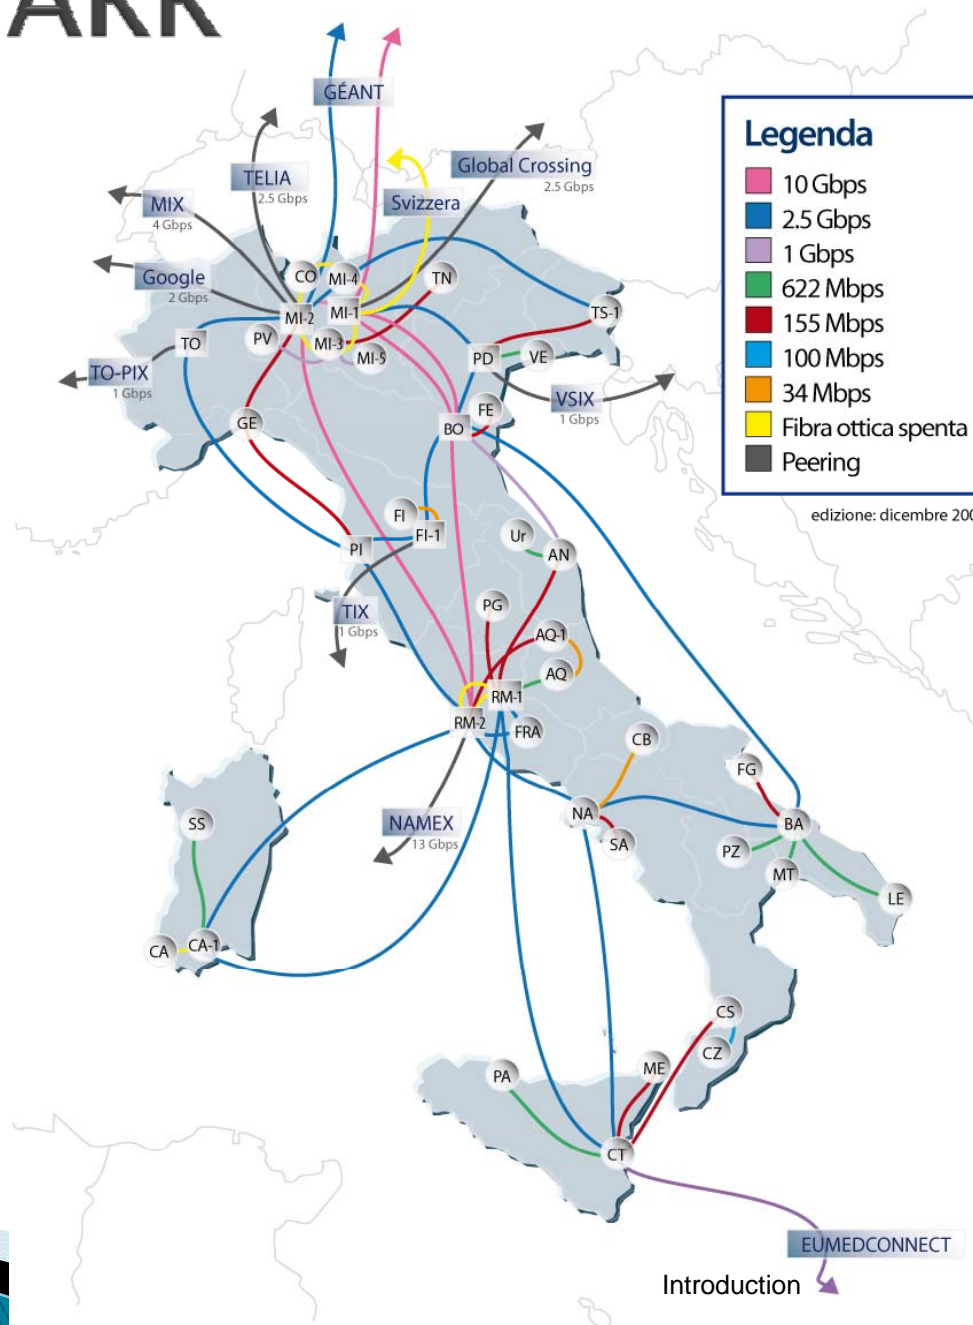 ARK
GÉANT
TELIA
2.5 Gbps
Global Crossing
2.5 Gbps
MIX
4 Gbps
Svizzera
Google
2 Gbps
CO
MI-4
TN
MI-2
MI-1
TS-1
TO
PV
MI-3
MI-5
PD
VE
TO-PIX
1 Gbps
VSIX
1 Gbps
GE
FE
BO
Legenda
10 Gbps
2.5 Gbps
1 Gbps
622 Mbps
155 Mbps
100 Mbps
34 Mbps
Fibra ottica spenta
Peering
edizione: dicembre 200
FI
FI-1
PI
Ur
AN
TIX
1 Gbps
PG
AQ-1
AQ
RM-1
RM-2
FRA
CB
FG
NAMEX
13 Gbps
NA
SA
BA
PZ
MT
LE
SS
CA
CA-1
CS
CZ
PA
ME
CT
EUMEDCONNECT
Introduction